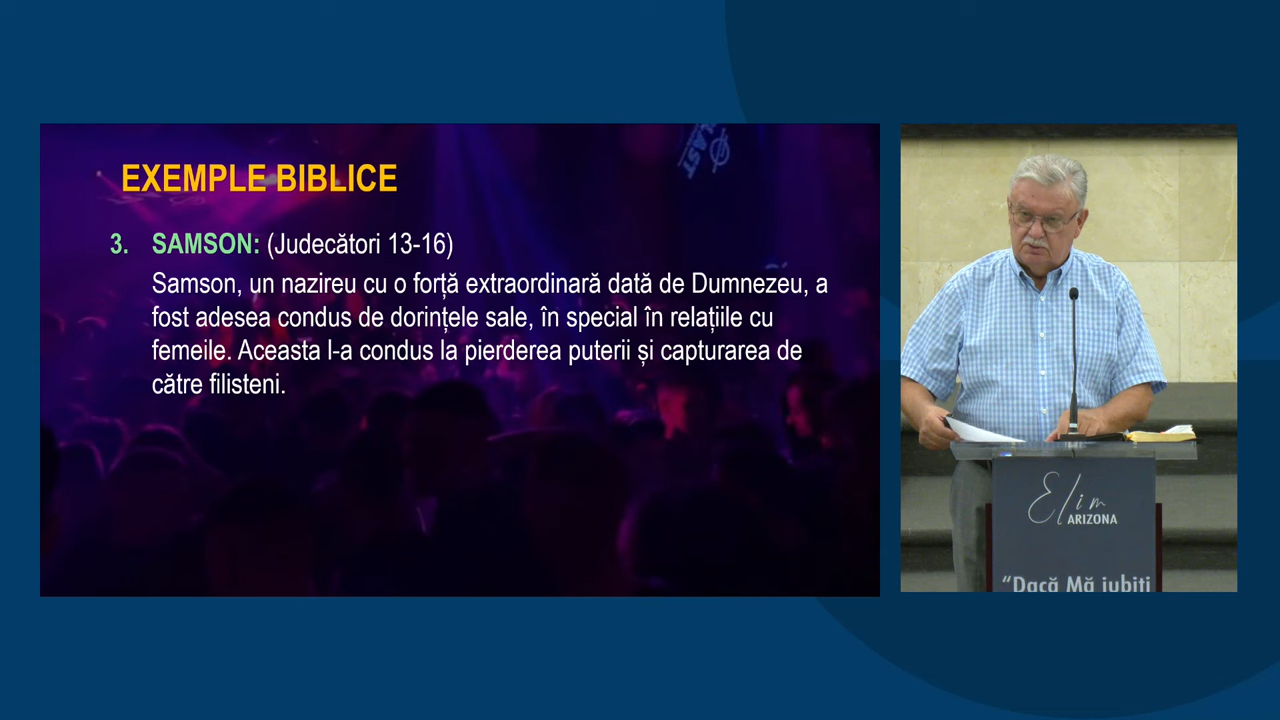 EXEMPLE BIBLICE
3. SAMSON: (Judecători 13-16)
Samson, un nazireu cu o forță extraordinară dată de Dumnezeu, a
fost adesea condus de dorințele sale, în special în relațiile cu
femeile. Aceasta l-a condus la pierderea puterii și capturarea de
către filisteni.
Elim
ARIZONA
“Dacă Mă iubiți